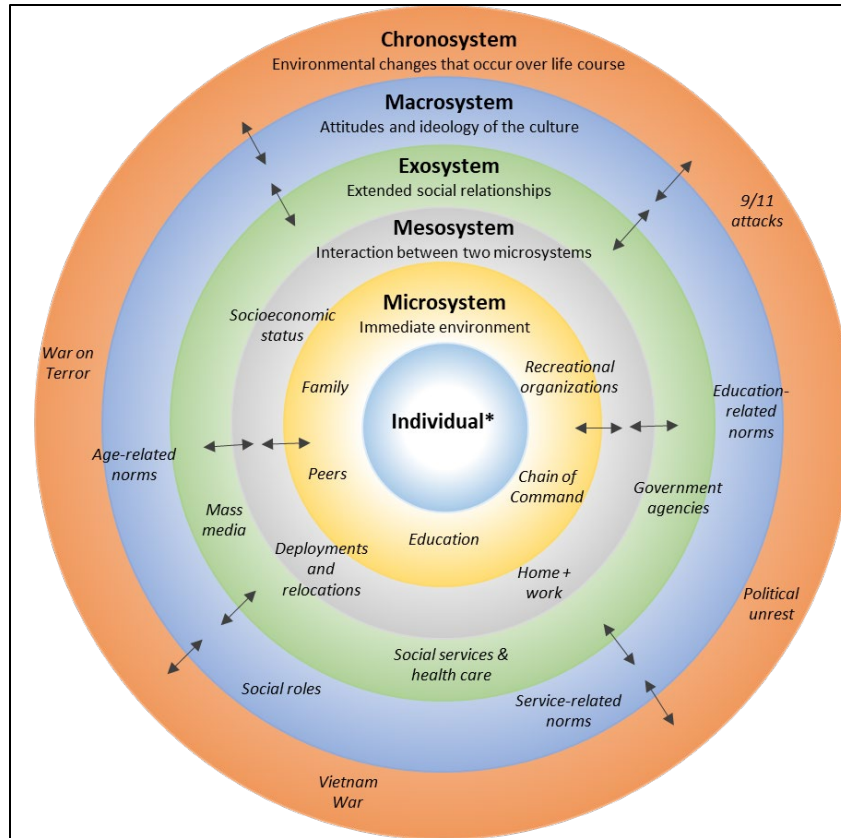 Chronosystem
Environmental changes that occur over life course
Macrosystem
Attitudes and ideology of the culture
Exosystem
Extended social relationships
Mesosystem
Interaction between two microsystems
Microsystem
Immediate environment
Individual*
9/11
attacks
Socioeconomic
status
War on
Terror
Family
Recreational
organizations
Education-
related
norms
Age-related
norms
Peers
Chain of
Command
Government
agencies
Mass
media
Education
Deployments
and
relocations
Home +
work
Political
unrest
Social services &
health care
Social roles
Service-related
norms
Vietnam
War